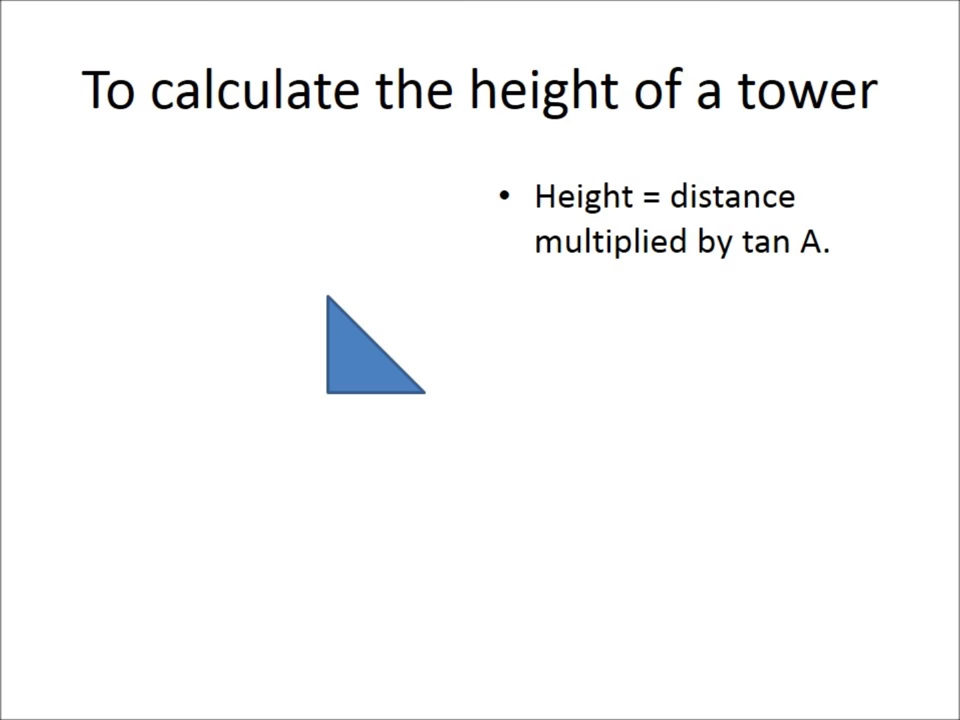 To calculate the height of a tower
• Height = distance
multiplied by tan A.